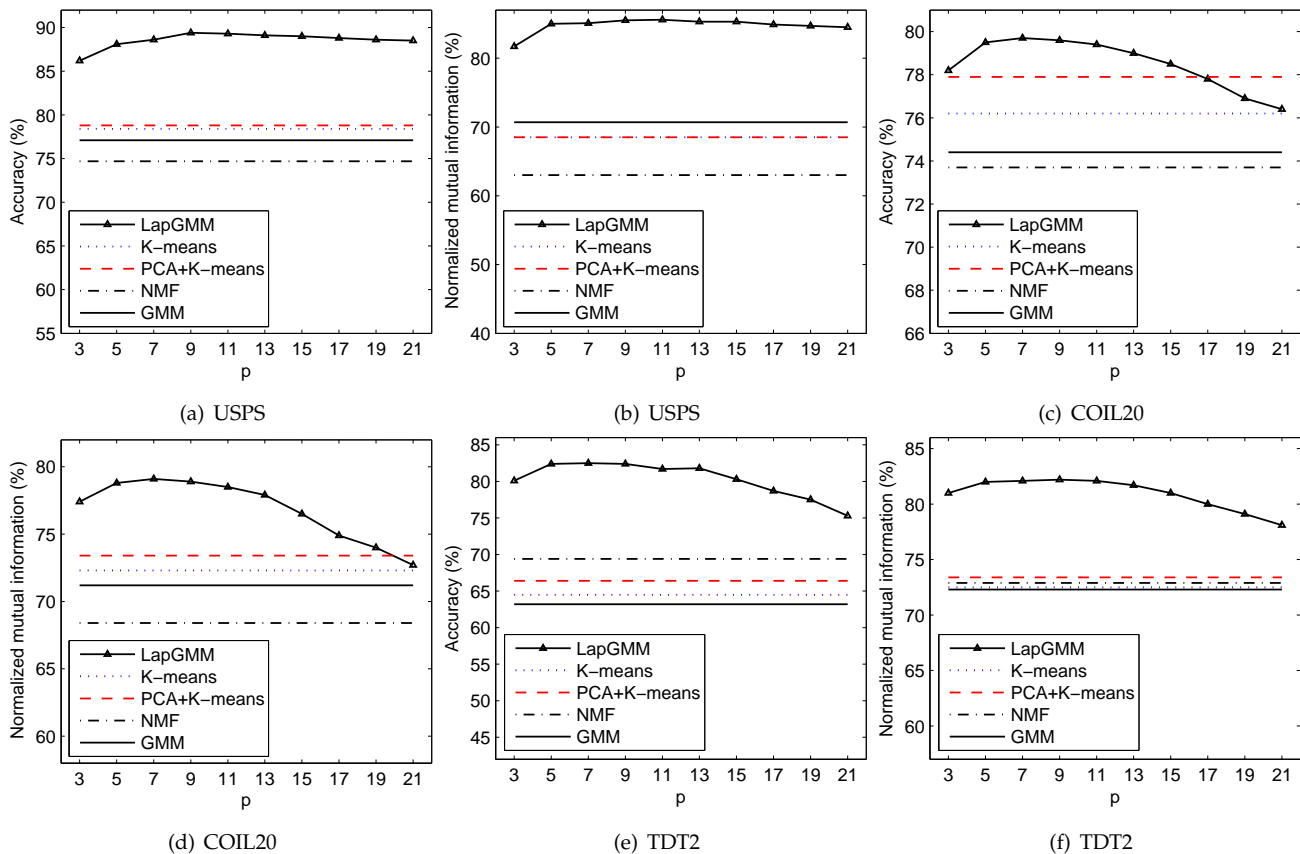 90
85
80
75
70
65
60
55
Accuracy (%)
LapGMM
K−means
PCA+K−means
NMF
GMM
3 5 7 9 11 13 15 17 19 21
p
(a) USPS
80
70
60
50
40
Normalized mutual information (%)
LapGMM
K−means
PCA+K−means
NMF
GMM
3 5 7 9 11 13 15 17 19 21
p
(b) USPS
80
78
76
74
72
70
68
66
Accuracy (%)
LapGMM
K−means
PCA+K−means
NMF
GMM
3 5 7 9 11 13 15 17 19 21
p
(c) COIL20
80
75
70
65
60
Normalized mutual information (%)
LapGMM
K−means
PCA+K−means
NMF
GMM
3 5 7 9 11 13 15 17 19 21
p
(d) COIL20
85
80
75
70
65
60
55
50
45
Accuracy (%)
LapGMM
K−means
PCA+K−means
NMF
GMM
3 5 7 9 11 13 15 17 19 21
p
(e) TDT2
85
80
75
70
65
60
Normalized mutual information (%)
LapGMM
K−means
PCA+K−means
NMF
GMM
3 5 7 9 11 13 15 17 19 21
p
(f) TDT2